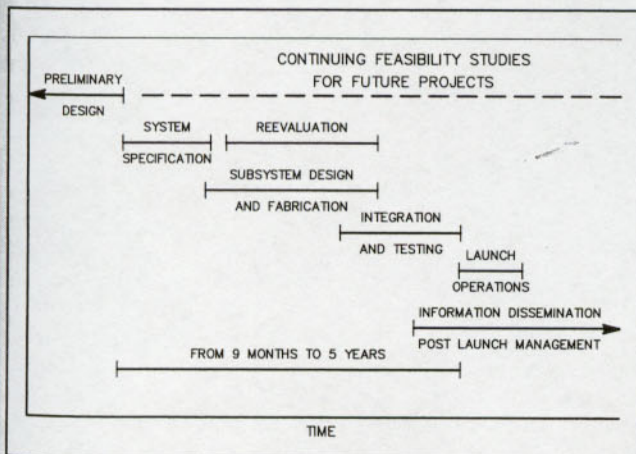 CONTINUING FEASIBILITY STUDIES
FOR FUTURE PROJECTS
PRELIMINARY
DESIGN
SYSTEM
SPECIFICATION
REEVALUATION
SUBSYSTEM DESIGN
AND FABRICATION
INTEGRATION
AND TESTING
LAUNCH
OPERATIONS
INFORMATION DISSEMINATION
POST LAUNCH MANAGEMENT
FROM 9 MONTHS TO 5 YEARS
TIME